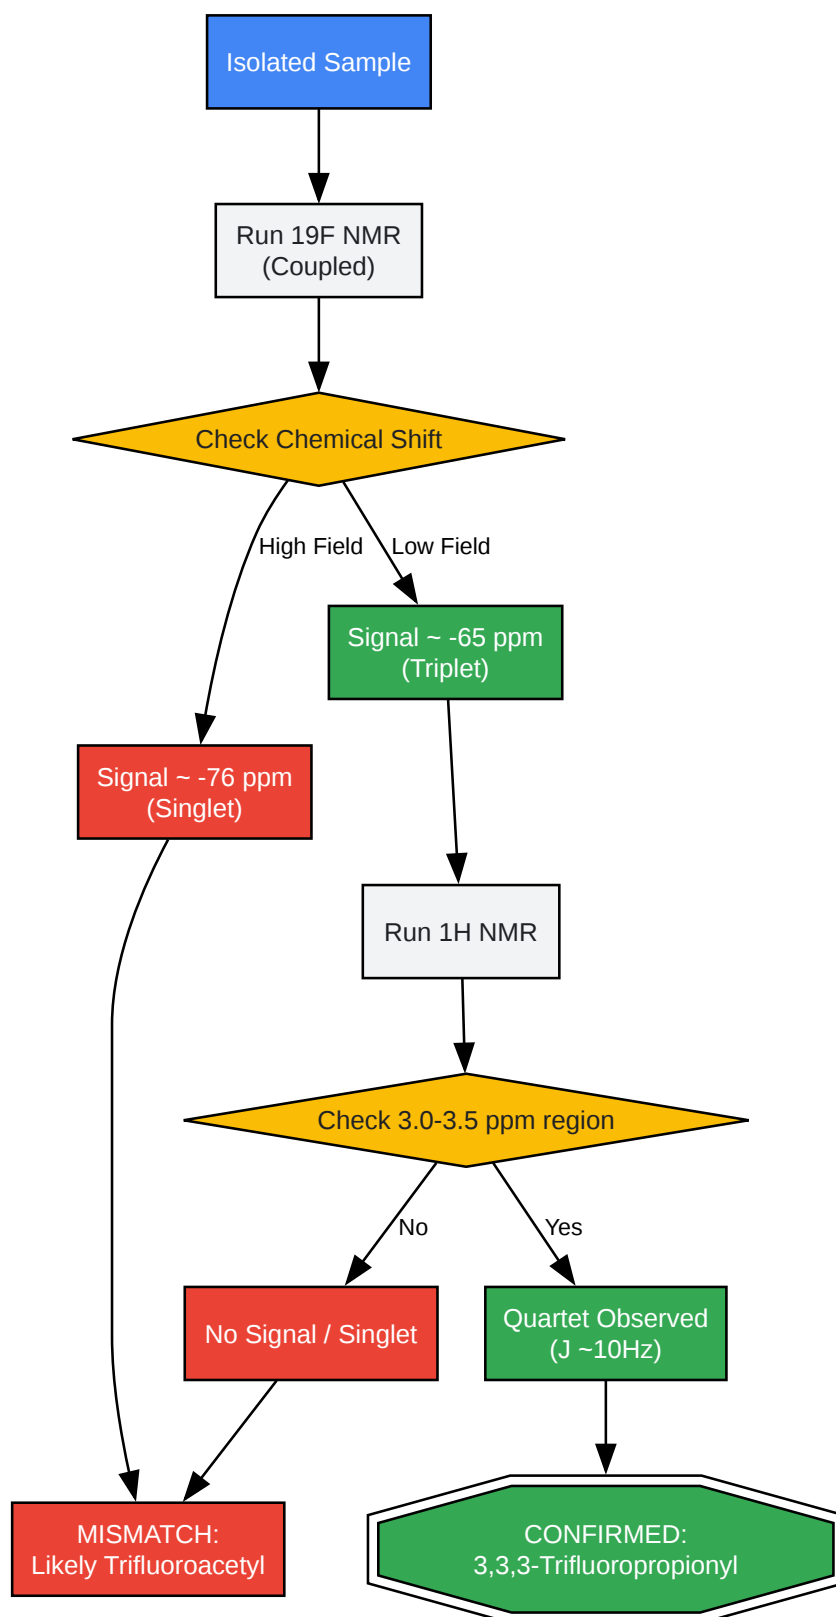 Isolated Sample
Run 19F NMR
(Coupled)
Check Chemical Shift
High Field
Low Field
Signal ~ -65 ppm
(Triplet)
Signal ~ -76 ppm
(Singlet)
Run 1H NMR
Check 3.0-3.5 ppm region
No
Yes
No Signal / Singlet
Quartet Observed
(J ~10Hz)
MISMATCH:
Likely Trifluoroacetyl
CONFIRMED:
3,3,3-Trifluoropropionyl